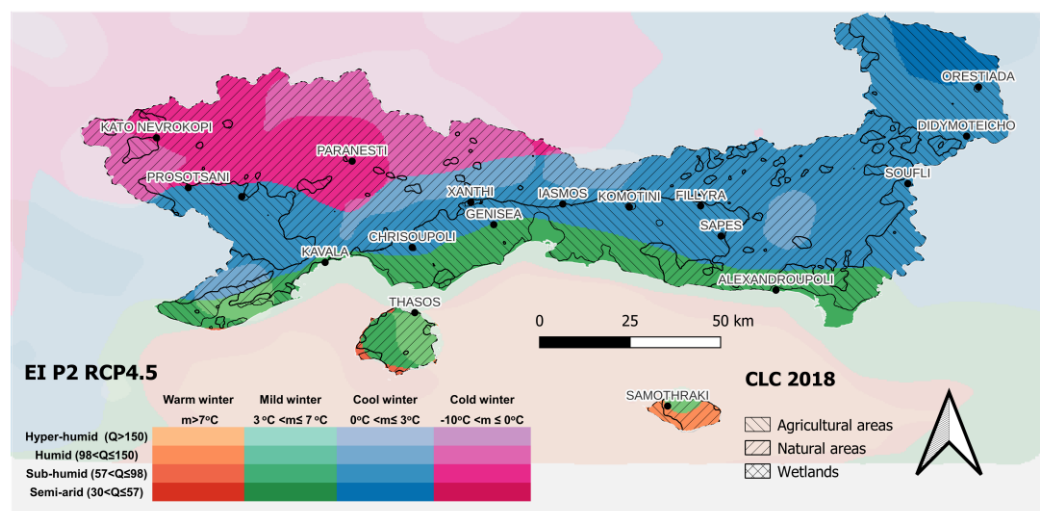 ORESTIADA
KATO NEVROKOPI
DIDYMOTEICHO
PARANESTI
SOUFLI
PROSOTSANI
XANTHI
IASMOS
KOMOTINI
FILLYRA
GENISEA
SAPES
CHRISOUPOLI
KAVALA
ALEXANDROUPOLI
THASOS
0 25 50 km
EI P2 RCP4.5
CLC 2018
Warm winter Mild winter Cool winter Cold winter
m>7°C 3 °C <m≤ 7 °C 0°C <m≤ 3°C -10°C <m ≤ 0°C
SAMOTHRAKI
Agricultural areas
Hyper-humid (Q>150)
Natural areas
Humid (98<Q≤150)
Wetlands
Sub-humid (57<Q≤98)
Semi-arid (30<Q≤57)